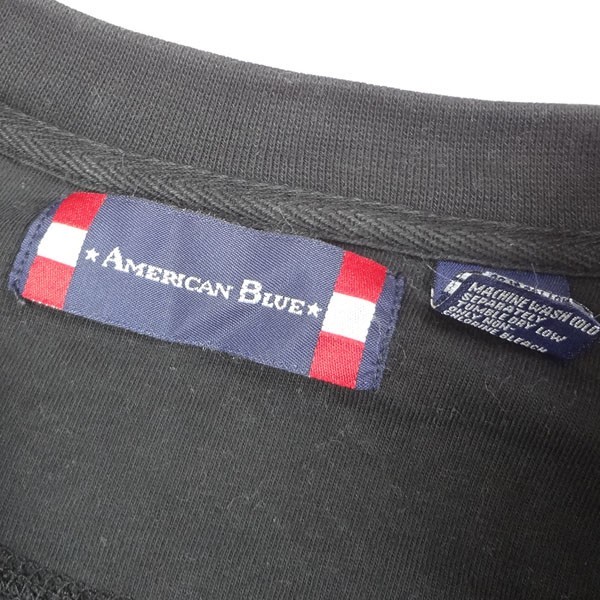 ★AMERICAN BLUE★
MACHINE WASH COLD
SEPARATELY
TUMBLE DRY LOW
ONLY NON
CHLORINE BLEACH